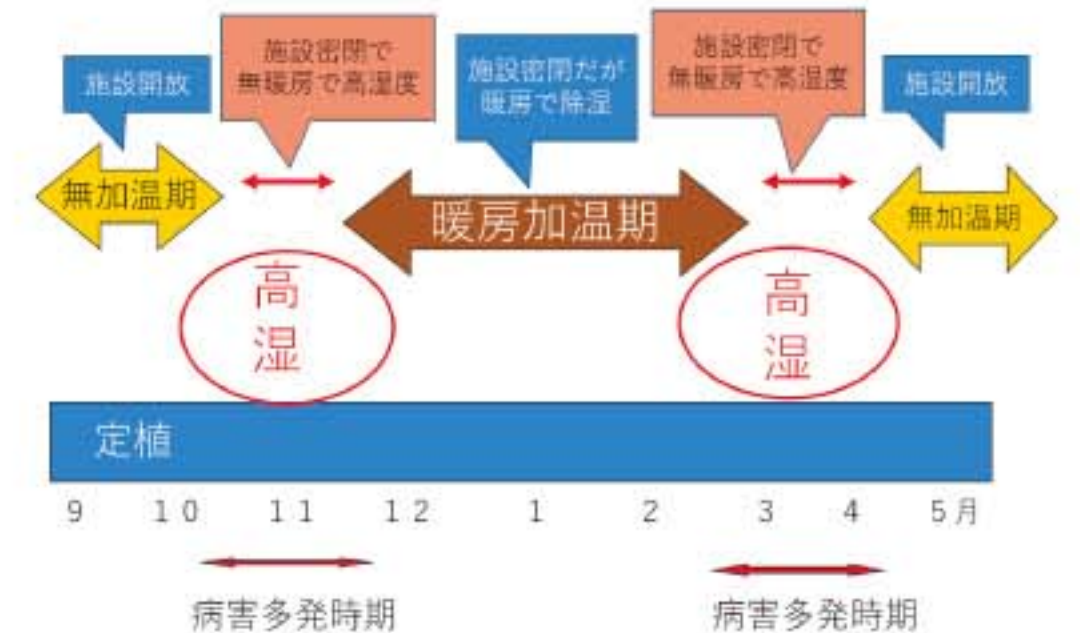 施設開放
施設密閉で
無暖房で高湿度
施設密閉だが
暖房で除湿
施設密閉で
無暖房で高温度
施設開放
無加温期
暖房加温期
無加温期
高
湿
高
湿
定植
9 10 11 12 1 2 3 4 5月
病害多発時期 病害多発時期